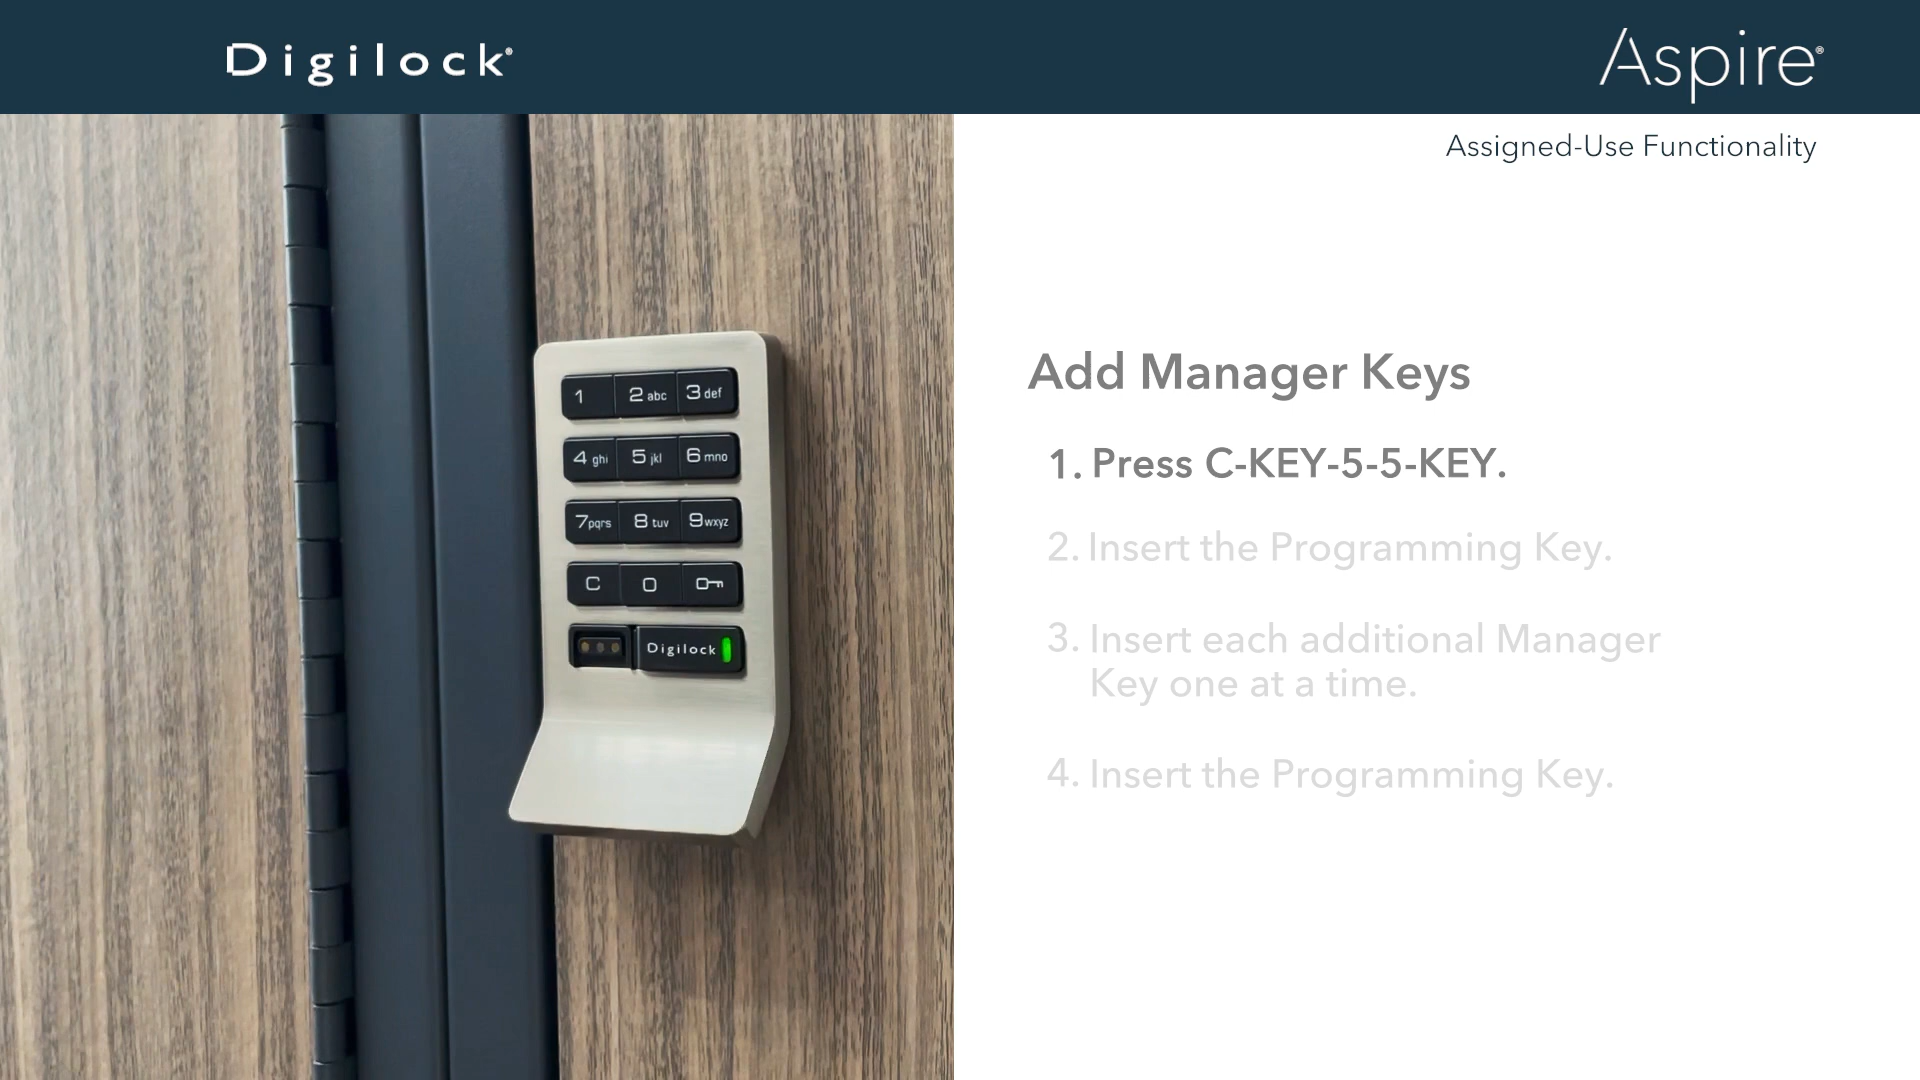 Digilock®
Aspire®
Assigned-Use Functionality
1 2 abc 3 def
4 ghi 5 jkl 6 mno
7 pqrs 8 tuv 9 wxyz
C 0
Digilock
Add Manager Keys
1. Press C-KEY-5-5-KEY.
2. Insert the Programming Key.
3. Insert each additional Manager
Key one at a time.
4. Insert the Programming Key.